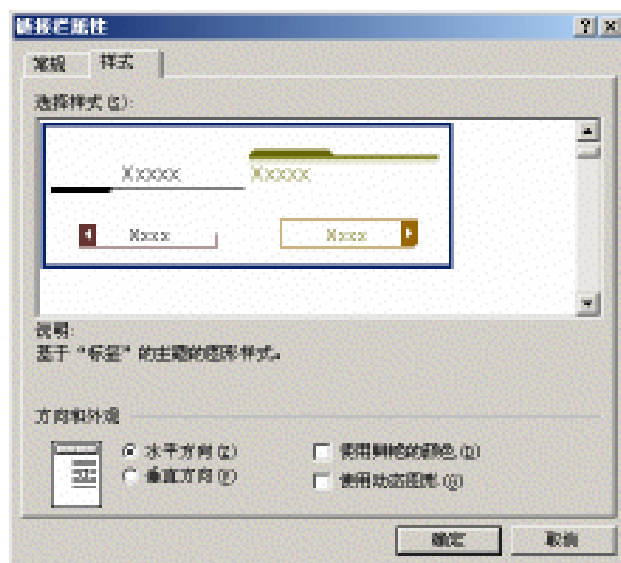 链接栏属性
常规 样式
选择样式(S):
Xxxxx Xxxxx
Xxxx Xxxx
说明:
基于“标签”的主题的图形样式。
方向和外观
水平方向(Z) 使用鲜艳的颜色(D)
垂直方向(P) 使用动态图形(G)
确定 取消